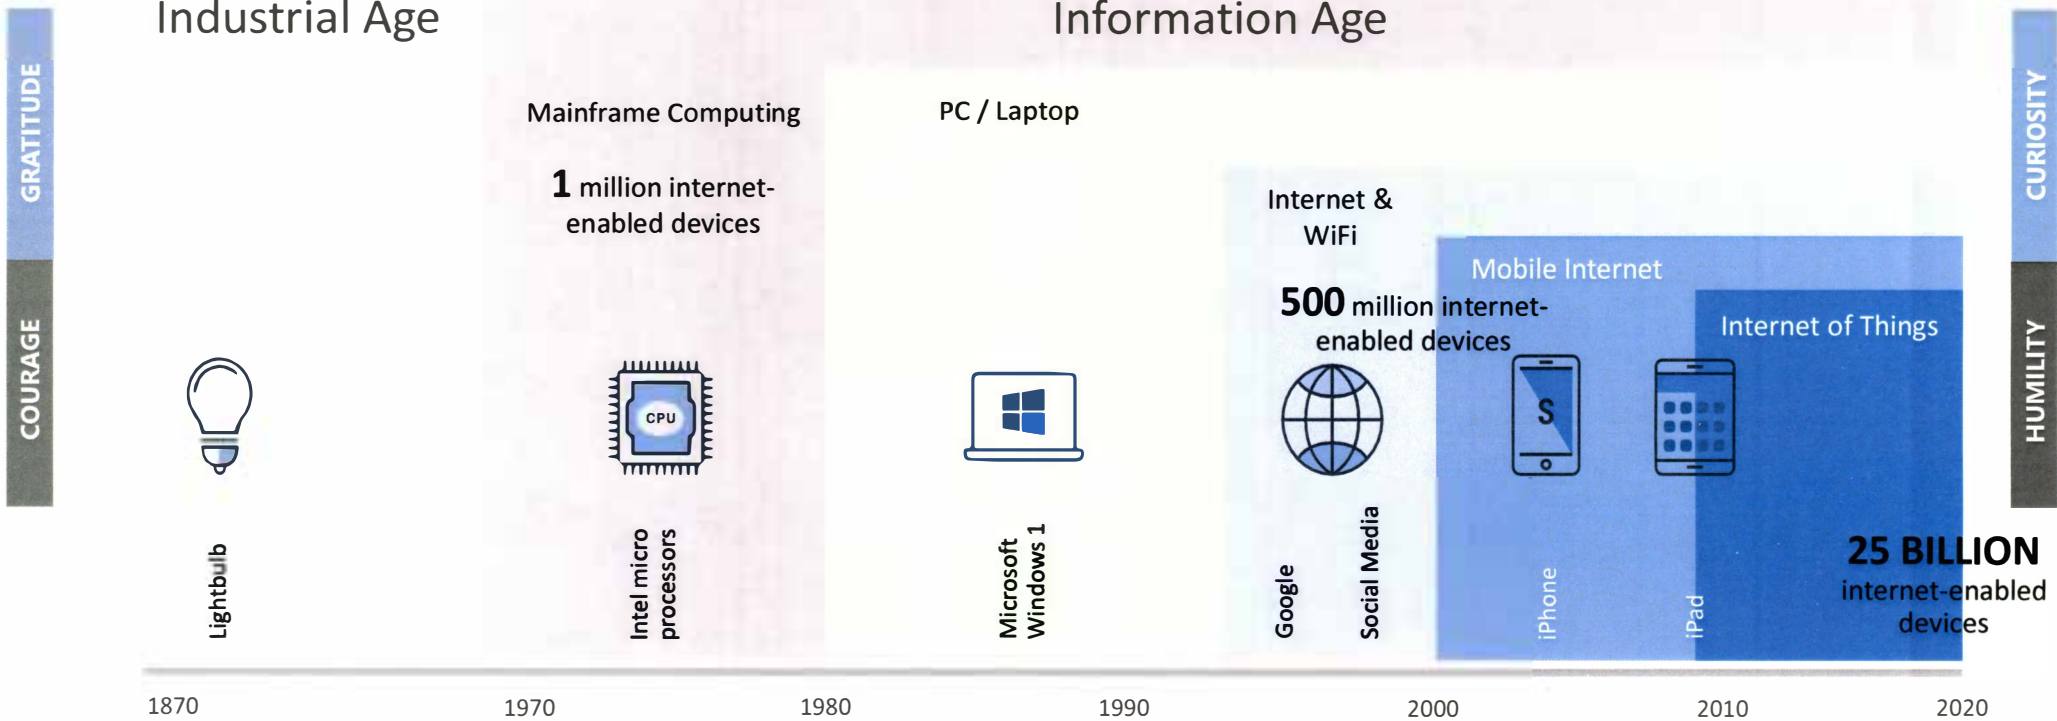 Industrial Age
Information Age
GRATITUDE
COURAGE
CURIOSITY
HUMILITY
Mainframe Computing
1 million internet-
enabled devices
PC / Laptop
Internet &
WiFi
500 million internet-
enabled devices
Mobile Internet
Internet of Things
CPU
S
Lightbulb
Intel micro
processors
Microsoft
Windows 1
Google
Social Media
iPhone
iPad
25 BILLION
internet-enabled
devices
1870
1970
1980
1990
2000
2010
2020